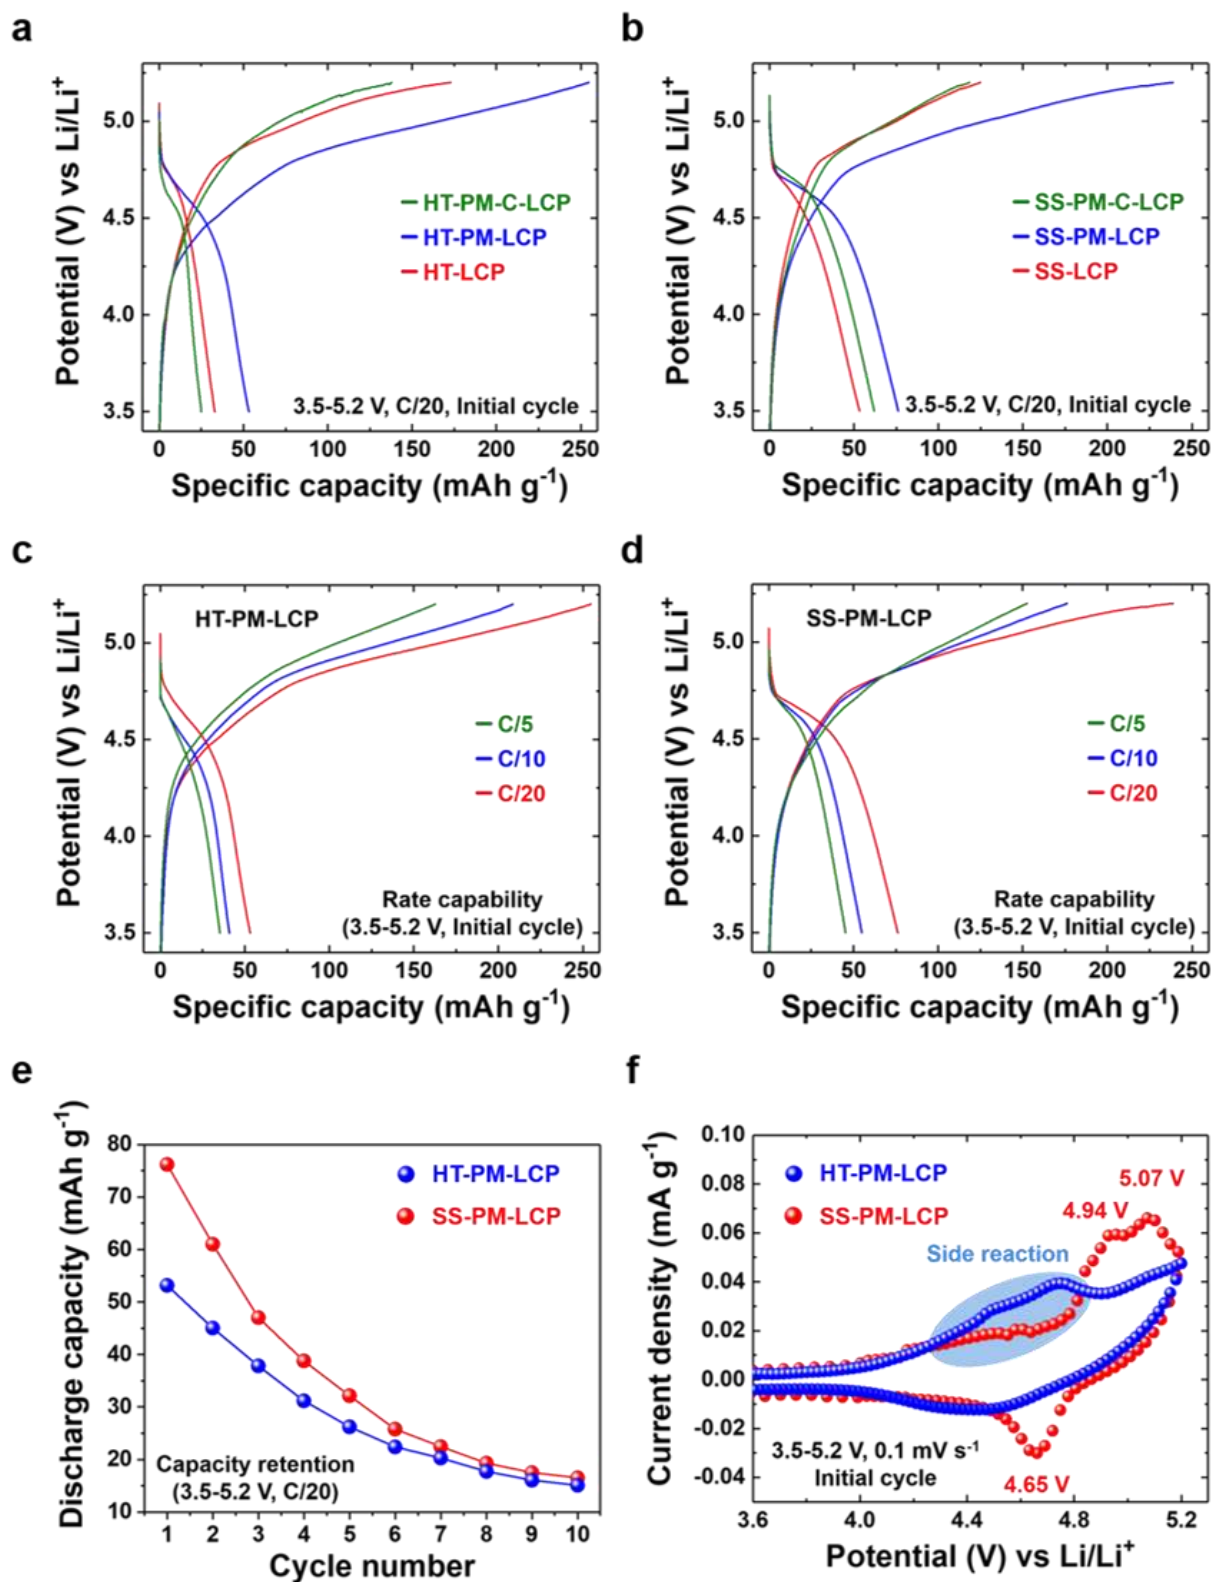 a
Potential (V) vs Li/Li⁺
5.0
4.5
4.0
3.5
HT-PM-C-LCP
HT-PM-LCP
HT-LCP
3.5-5.2 V, C/20, Initial cycle
0 50 100 150 200 250
Specific capacity (mAh g⁻¹)
b
Potential (V) vs Li/Li⁺
5.0
4.5
4.0
3.5
SS-PM-C-LCP
SS-PM-LCP
SS-LCP
3.5-5.2 V, C/20, Initial cycle
0 50 100 150 200 250
Specific capacity (mAh g⁻¹)
c
Potential (V) vs Li/Li⁺
5.0
4.5
4.0
3.5
HT-PM-LCP
C/5
C/10
C/20
Rate capability
(3.5-5.2 V, Initial cycle)
0 50 100 150 200 250
Specific capacity (mAh g⁻¹)
d
Potential (V) vs Li/Li⁺
5.0
4.5
4.0
3.5
SS-PM-LCP
C/5
C/10
C/20
Rate capability
(3.5-5.2 V, Initial cycle)
0 50 100 150 200 250
Specific capacity (mAh g⁻¹)
e
Discharge capacity (mAh g⁻¹)
80
70
60
50
40
30
20
10
HT-PM-LCP
SS-PM-LCP
Capacity retention
(3.5-5.2 V, C/20)
1 2 3 4 5 6 7 8 9 10
Cycle number
f
Current density (mA g⁻¹)
0.10
0.08
0.06
0.04
0.02
0.00
-0.02
-0.04
HT-PM-LCP
SS-PM-LCP
5.07 V
4.94 V
Side reaction
3.5-5.2 V, 0.1 mV s⁻¹
Initial cycle
4.65 V
3.6 4.0 4.4 4.8 5.2
Potential (V) vs Li/Li⁺